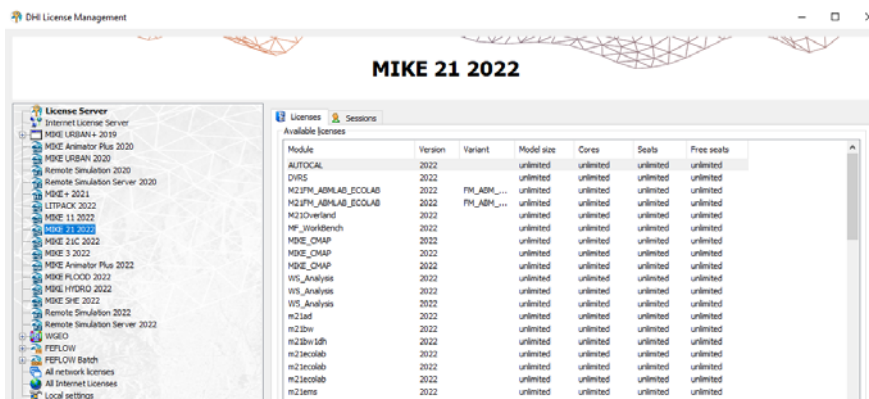 DHI License Management
MIKE 21 2022
License Server
Internet License Server
MIKE URBAN+ 2019
MIKE Animator Plus 2020
MIKE URBAN 2020
Remote Simulation 2020
Remote Simulation Server 2020
MIKE+ 2021
LITPACK 2022
MIKE 11 2022
MIKE 21 2022
MIKE 21C 2022
MIKE 3 2022
MIKE Animator Plus 2022
MIKE FLOOD 2022
MIKE HYDRO 2022
MIKE SHE 2022
Remote Simulation 2022
Remote Simulation Server 2022
WGEO
FEFLOW
FEFLOW Batch
All network licenses
All Internet Licenses
Local settings
Licenses Sessions
Available licenses
Module Version Variant Model size Cores Seats Free seats
AUTOCAL 2022 unlimited unlimited unlimited unlimited
DVRS 2022 unlimited unlimited unlimited unlimited
M21FM_ABMLAB_ECOLAB 2022 FM_ABM_... unlimited unlimited unlimited unlimited
M21FM_ABMLAB_ECOLAB 2022 FM_ABM_... unlimited unlimited unlimited unlimited
M21Overland 2022 unlimited unlimited unlimited unlimited
MF_WorkBench 2022 unlimited unlimited unlimited unlimited
MIKE_CMAP 2022 unlimited unlimited unlimited unlimited
MIKE_CMAP 2022 unlimited unlimited unlimited unlimited
MIKE_CMAP 2022 unlimited unlimited unlimited unlimited
WS_Analysis 2022 unlimited unlimited unlimited unlimited
WS_Analysis 2022 unlimited unlimited unlimited unlimited
WS_Analysis 2022 unlimited unlimited unlimited unlimited
m21ad 2022 unlimited unlimited unlimited unlimited
m21bw 2022 unlimited unlimited unlimited unlimited
m21bw1dh 2022 unlimited unlimited unlimited unlimited
m21ecolab 2022 unlimited unlimited unlimited unlimited
m21ecolab 2022 unlimited unlimited unlimited unlimited
m21ecolab 2022 unlimited unlimited unlimited unlimited
m21ems 2022 unlimited unlimited unlimited unlimited